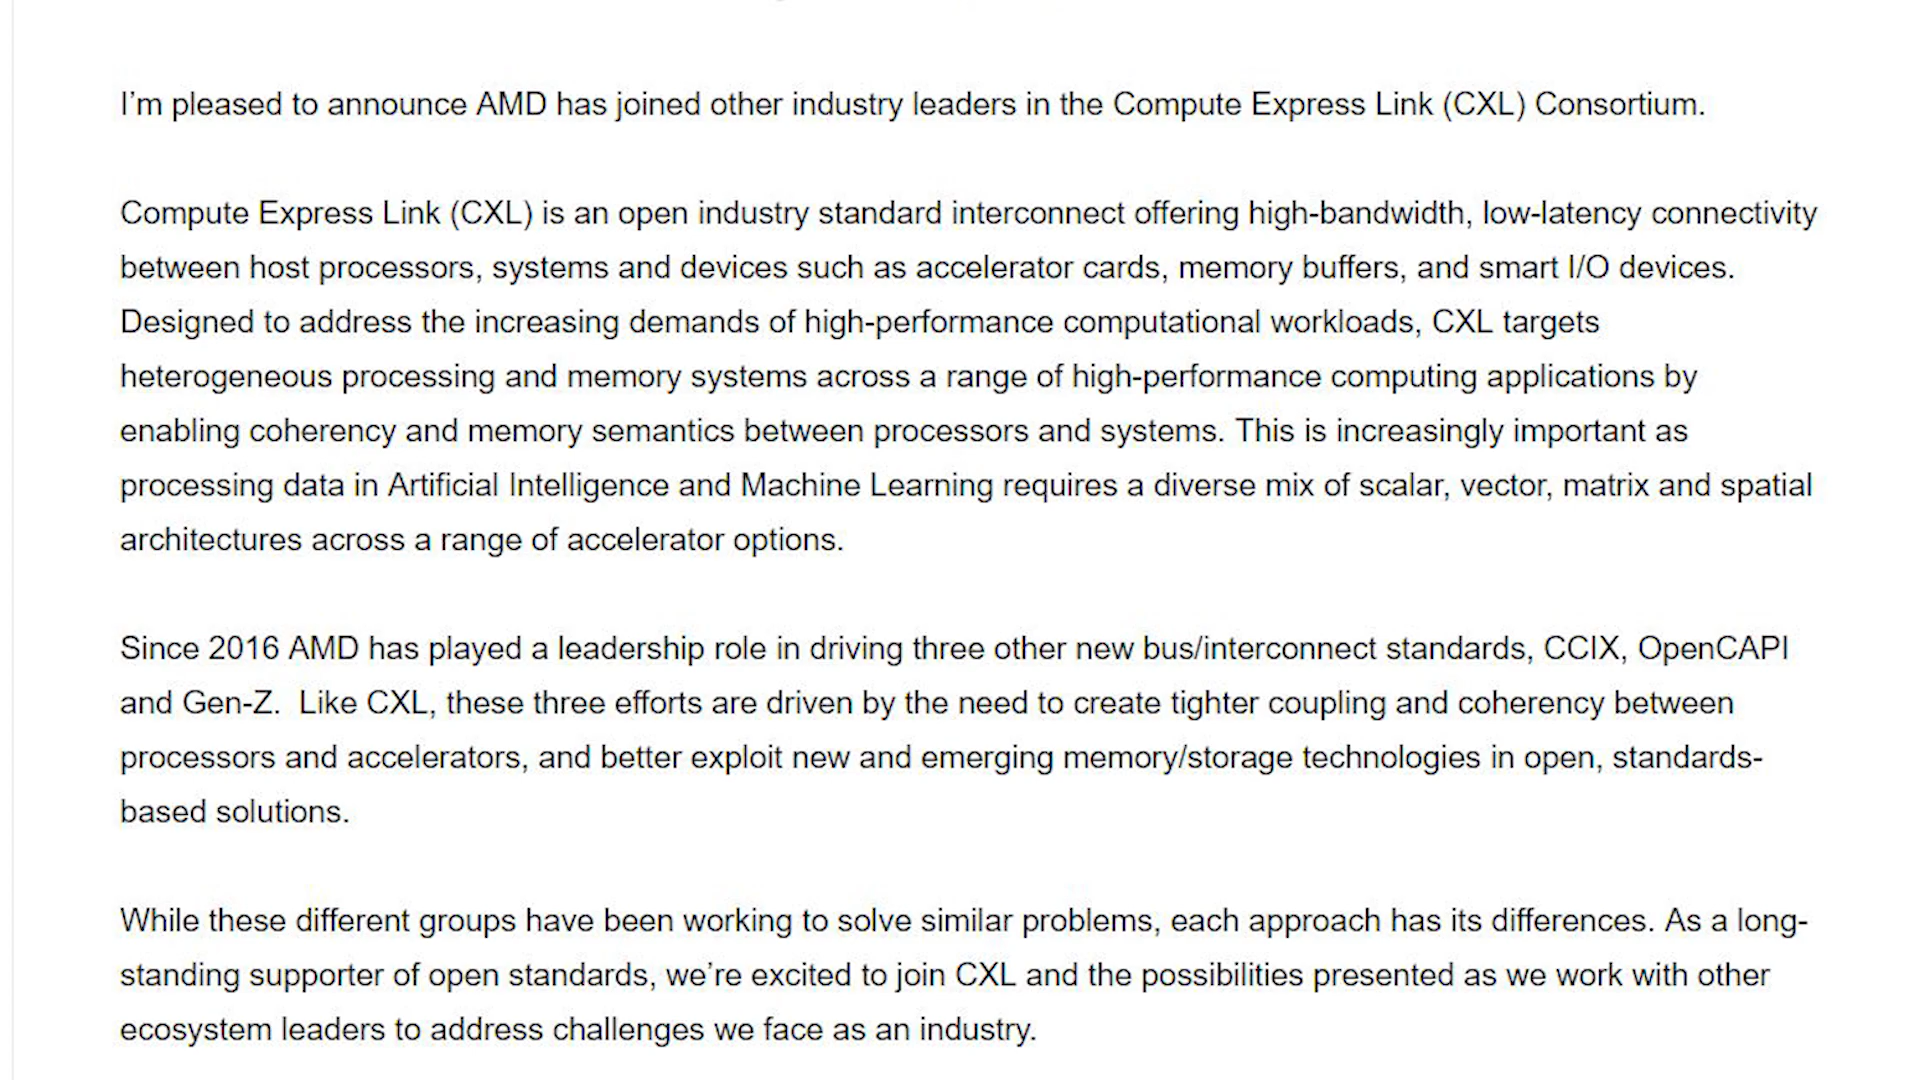 I’m pleased to announce AMD has joined other industry leaders in the Compute Express Link (CXL) Consortium.
Compute Express Link (CXL) is an open industry standard interconnect offering high-bandwidth, low-latency connectivity
between host processors, systems and devices such as accelerator cards, memory buffers, and smart I/O devices.
Designed to address the increasing demands of high-performance computational workloads, CXL targets
heterogeneous processing and memory systems across a range of high-performance computing applications by
enabling coherency and memory semantics between processors and systems. This is increasingly important as
processing data in Artificial Intelligence and Machine Learning requires a diverse mix of scalar, vector, matrix and spatial
architectures across a range of accelerator options.
Since 2016 AMD has played a leadership role in driving three other new bus/interconnect standards, CCIX, OpenCAPI
and Gen-Z.  Like CXL, these three efforts are driven by the need to create tighter coupling and coherency between
processors and accelerators, and better exploit new and emerging memory/storage technologies in open, standards-
based solutions.
While these different groups have been working to solve similar problems, each approach has its differences. As a long-
standing supporter of open standards, we’re excited to join CXL and the possibilities presented as we work with other
ecosystem leaders to address challenges we face as an industry.